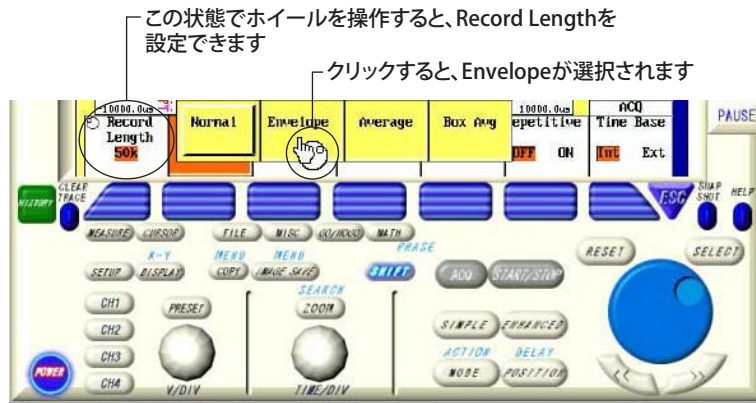 この状態でホイールを操作すると、Record Lengthを
設定できます
クリックすると、Envelopeが選択されます
-10000.0us
10000.0us
ACQ
Record
Length
50k
Normal
Envelope
Average
Box Avg
epetitive
OFF ON
Time Base
Int Ext
PAUSE
HISTORY
CLEAR
TRACE
ESC
SNAP
SHOT
HELP
MEASURE
CURSOR
FILE
MISC
GO/NOGO
MATH
PHASE
X-Y
MENU
MENU
SETUP
DISPLAY
COPY
IMAGE SAVE
SHIFT
ACQ
START/STOP
RESET
SELECT
SEARCH
CH1
PRESET
ZOOM
CH2
SIMPLE
ENHANCED
CH3
ACTION
DELAY
POWER
CH4
MODE
POSITION
V/DIV
TIME/DIV
<<
>>